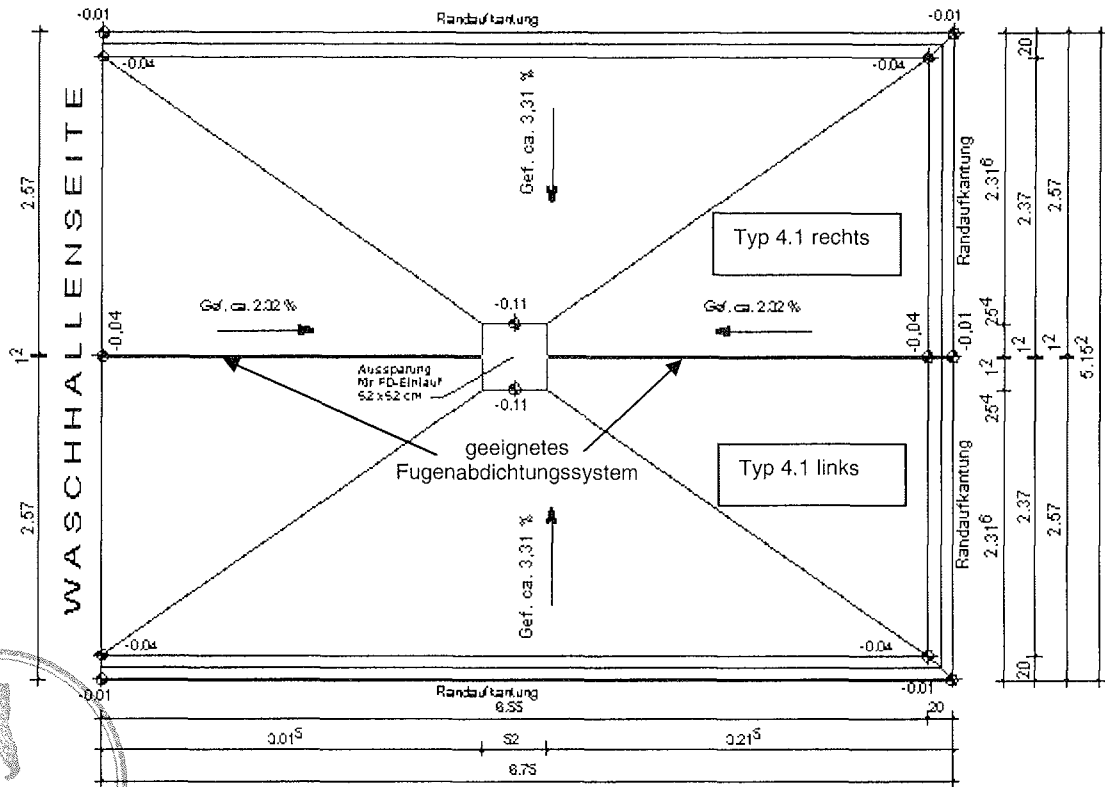 -0.01
Randaufkantung
-0.01
-0.04
-0.04
20
WASCHHALLENSEITE
2.57
Gef. ca. 3,31 %
Randaufkantung
2.31⁶
2.37
2.57
Typ 4.1 rechts
-0.11
Gef. ca. 2.02 %
Gef. ca. 2.02 %
-0.04
-0.04
-0.01
25⁴
1²
1²
1²
1²
5.15²
Aussparung
für FD-Einlauf
52 x 52 cm
-0.11
25⁴
geeignetes
Fugenabdichtungssystem
Typ 4.1 links
2.57
Gef. ca. 3,31 %
Randaufkantung
2.31⁶
2.37
2.57
-0.04
-0.04
20
-0.01
Randaufkantung
-0.01
6.55
20
3.01⁵
52
3.21⁵
6.75